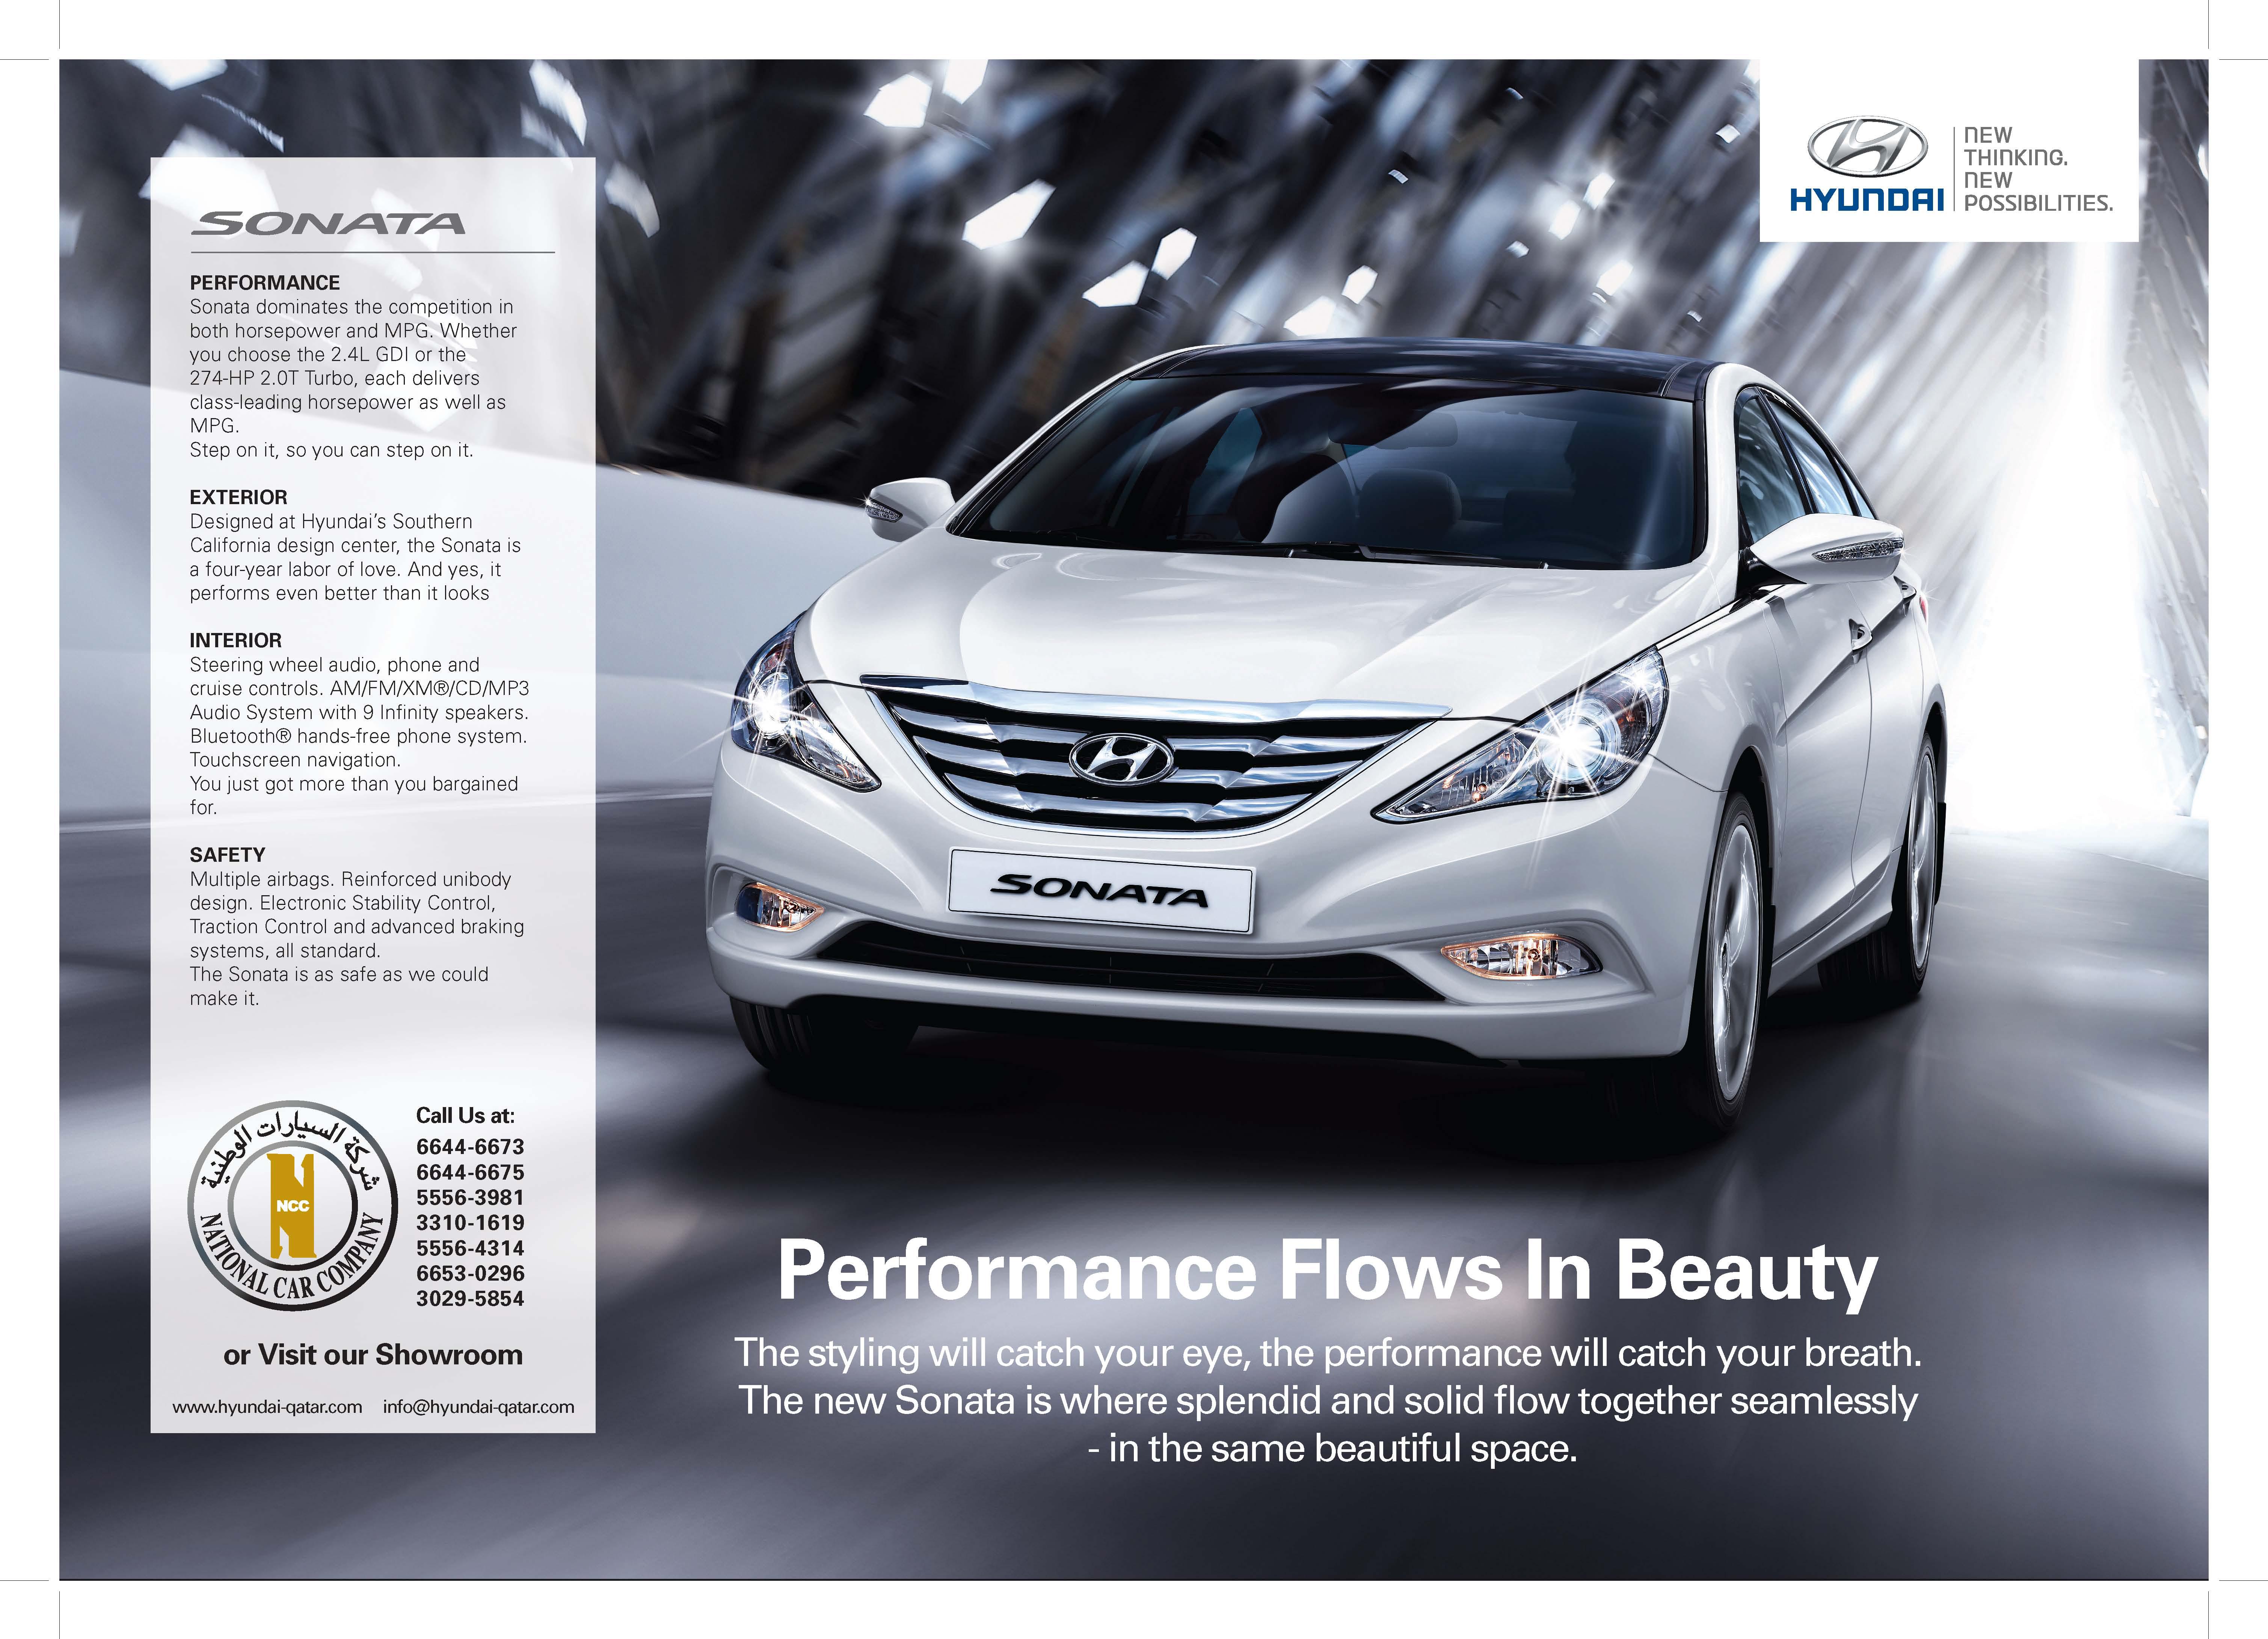 SONATA
PERFORMANCE
Sonata dominates the competition in
both horsepower and MPG. Whether
you choose the 2.4L GDI or the
274-HP 2.0T Turbo, each delivers
class-leading horsepower as well as
MPG.
Step on it, so you can step on it.
EXTERIOR
Designed at Hyundai’s Southern
California design center, the Sonata is
a four-year labor of love. And yes, it
performs even better than it looks
INTERIOR
Steering wheel audio, phone and
cruise controls. AM/FM/XM®/CD/MP3
Audio System with 9 Infinity speakers.
Bluetooth® hands-free phone system.
Touchscreen navigation.
You just got more than you bargained
for.
SAFETY
Multiple airbags. Reinforced unibody
design. Electronic Stability Control,
Traction Control and advanced braking
systems, all standard.
The Sonata is as safe as we could
make it.
شركة السيارات الوطنية
NCC
NATIONAL CAR COMPANY
Call Us at:
6644-6673
6644-6675
5556-3981
3310-1619
5556-4314
6653-0296
3029-5854
or Visit our Showroom
www.hyundai-qatar.com info@hyundai-qatar.com
HYUNDAI
NEW
THINKING.
NEW
POSSIBILITIES.
SONATA
Performance Flows In Beauty
The styling will catch your eye, the performance will catch your breath.
The new Sonata is where splendid and solid flow together seamlessly
- in the same beautiful space.